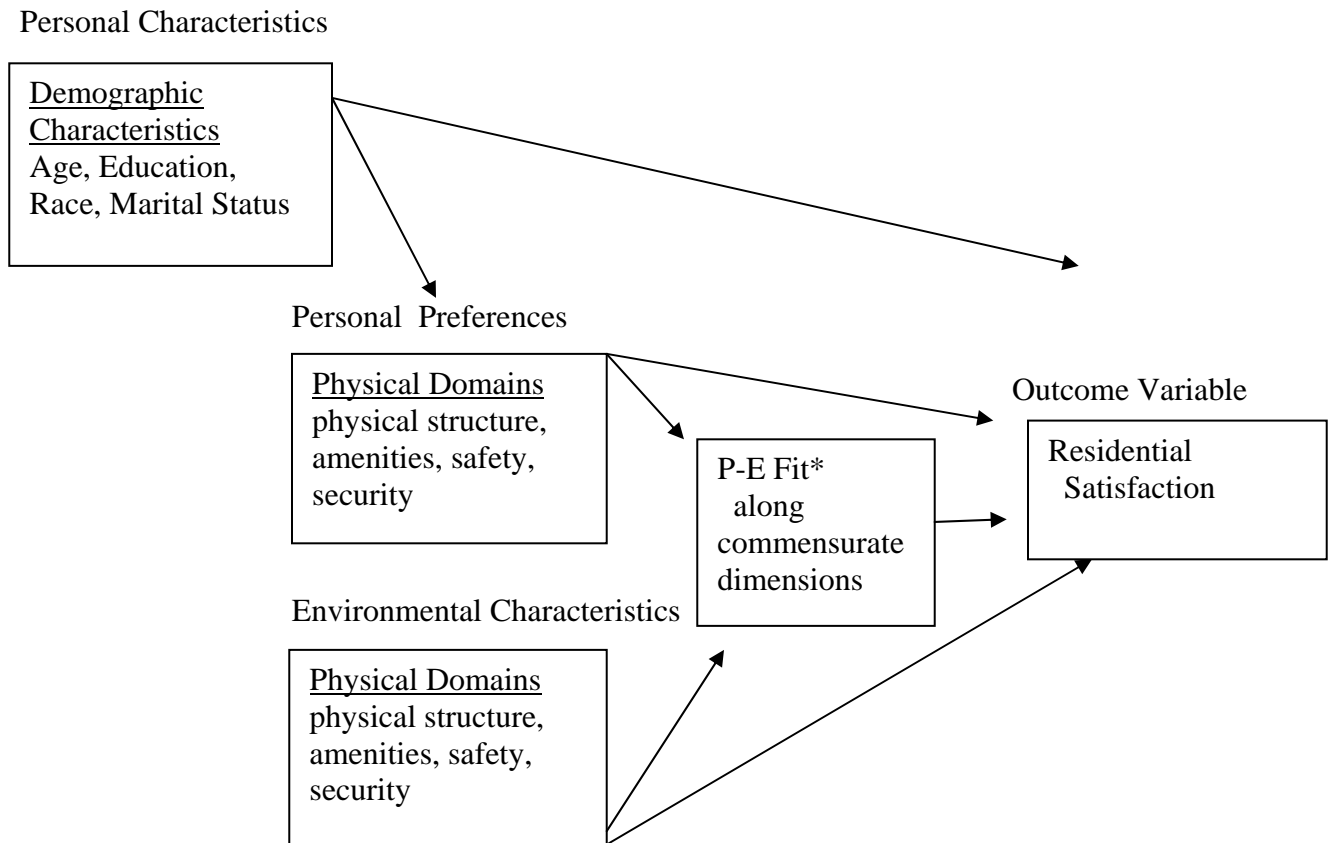 Personal Characteristics
Demographic
Characteristics
Age, Education,
Race, Marital Status
Personal  Preferences
Physical Domains
physical structure,
amenities, safety,
security
Outcome Variable
Residential
Satisfaction
P-E Fit*
along
commensurate
dimensions
Environmental Characteristics
Physical Domains
physical structure,
amenities, safety,
security